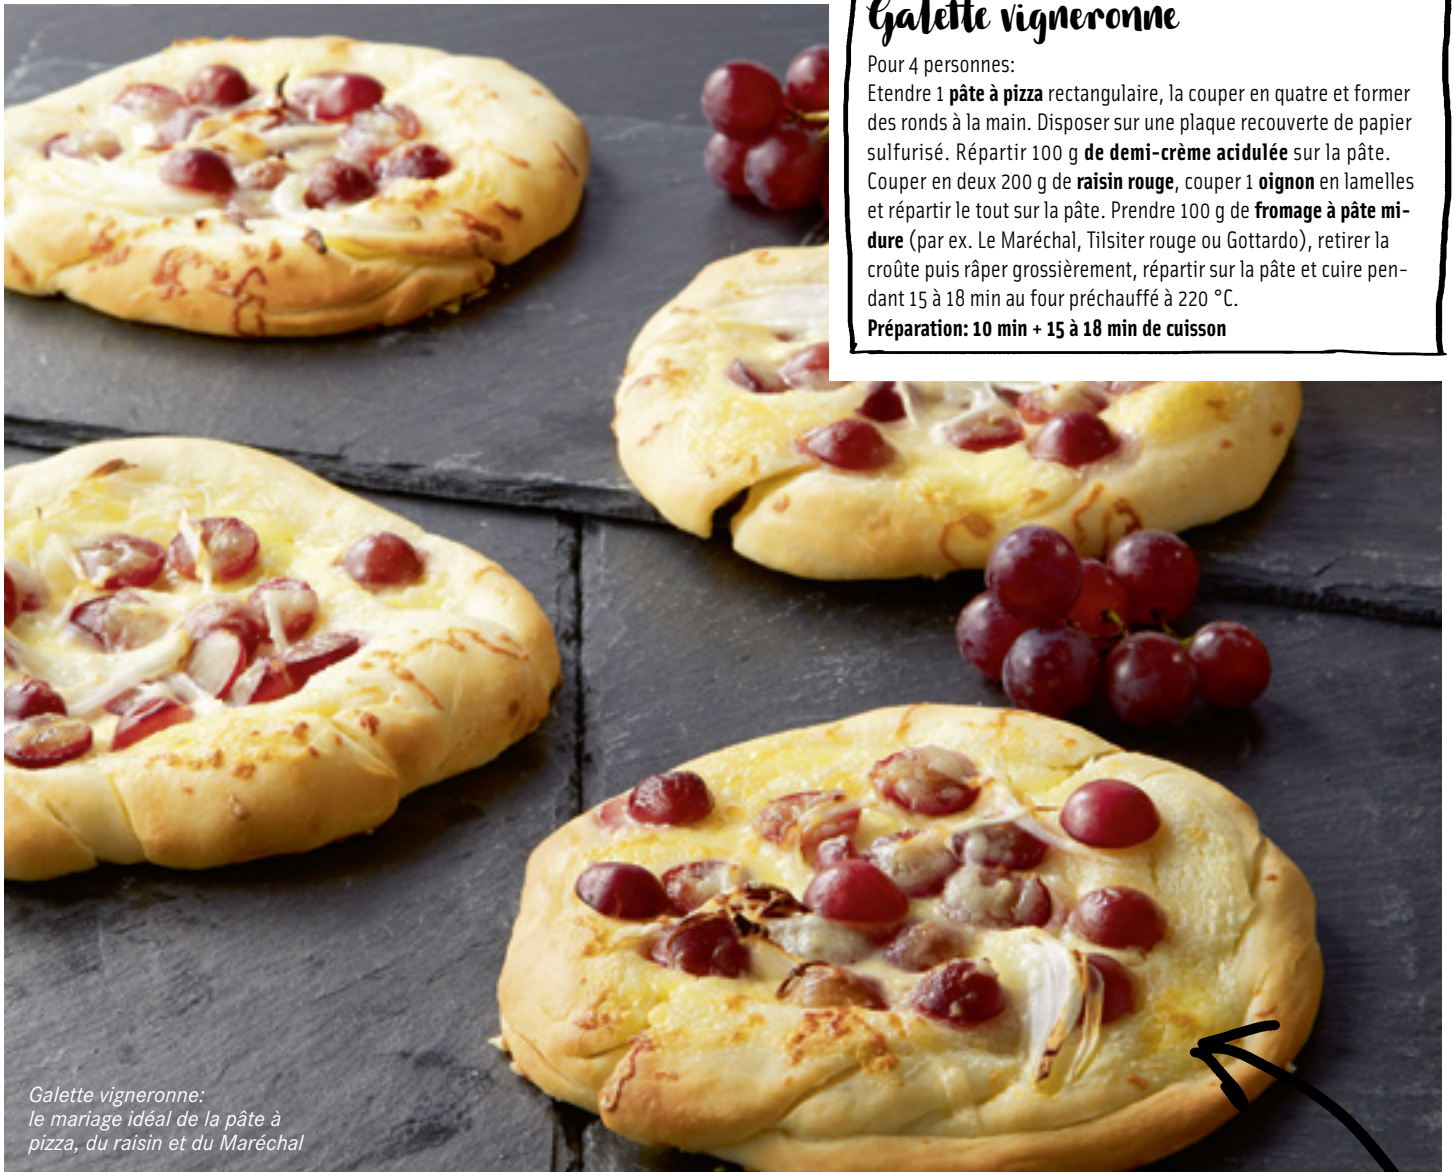 Galette vigneronne
Pour 4 personnes:
Etendre 1 pâte à pizza rectangulaire, la couper en quatre et former
des ronds à la main. Disposer sur une plaque recouverte de papier
sulfurisé. Répartir 100 g de demi-crème acidulée sur la pâte.
Couper en deux 200 g de raisin rouge, couper 1 oignon en lamelles
et répartir le tout sur la pâte. Prendre 100 g de fromage à pâte mi-
dure (par ex. Le Maréchal, Tilsiter rouge ou Gottardo), retirer la
croûte puis râper grossièrement, répartir sur la pâte et cuire pen-
dant 15 à 18 min au four préchauffé à 220 °C.
Préparation: 10 min + 15 à 18 min de cuisson
Galette vigneronne:
le mariage idéal de la pâte à
pizza, du raisin et du Maréchal